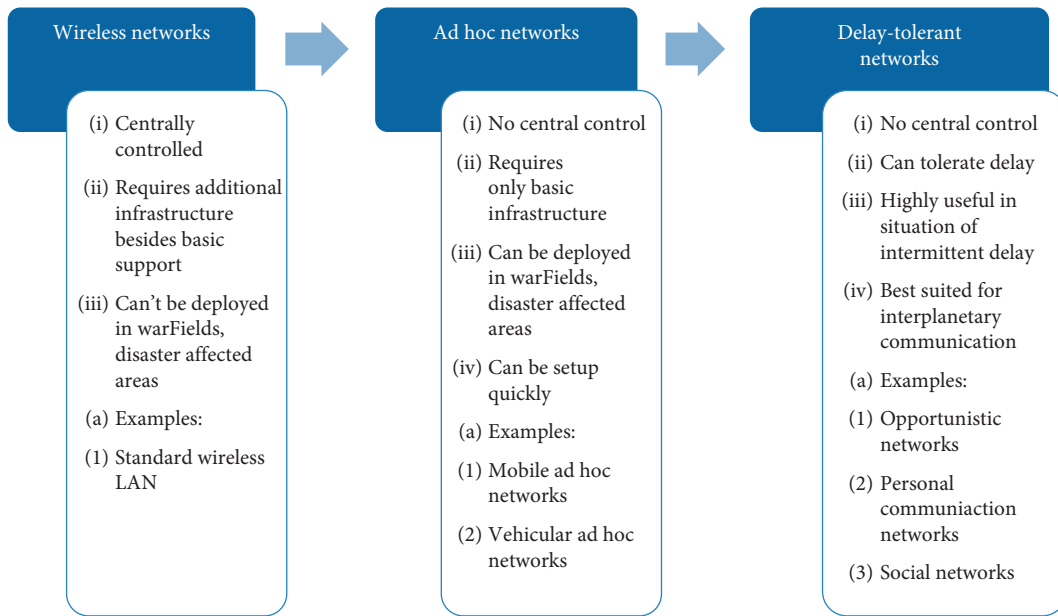 Wireless networks
(i) Centrally
controlled
(ii) Requires additional
infrastructure
besides basic
support
(iii) Can't be deployed
in warFields,
disaster affected
areas
(a) Examples:
(1) Standard wireless
LAN
Ad hoc networks
(i) No central control
(ii) Requires
only basic
infrastructure
(iii) Can be deployed
in warFields,
disaster affected
areas
(iv) Can be setup
quickly
(a) Examples:
(1) Mobile ad hoc
networks
(2) Vehicular ad hoc
networks
Delay-tolerant
networks
(i) No central control
(ii) Can tolerate delay
(iii) Highly useful in
situation of
intermittent delay
(iv) Best suited for
interplanetary
communication
(a) Examples:
(1) Opportunistic
networks
(2) Personal
communiaction
networks
(3) Social networks